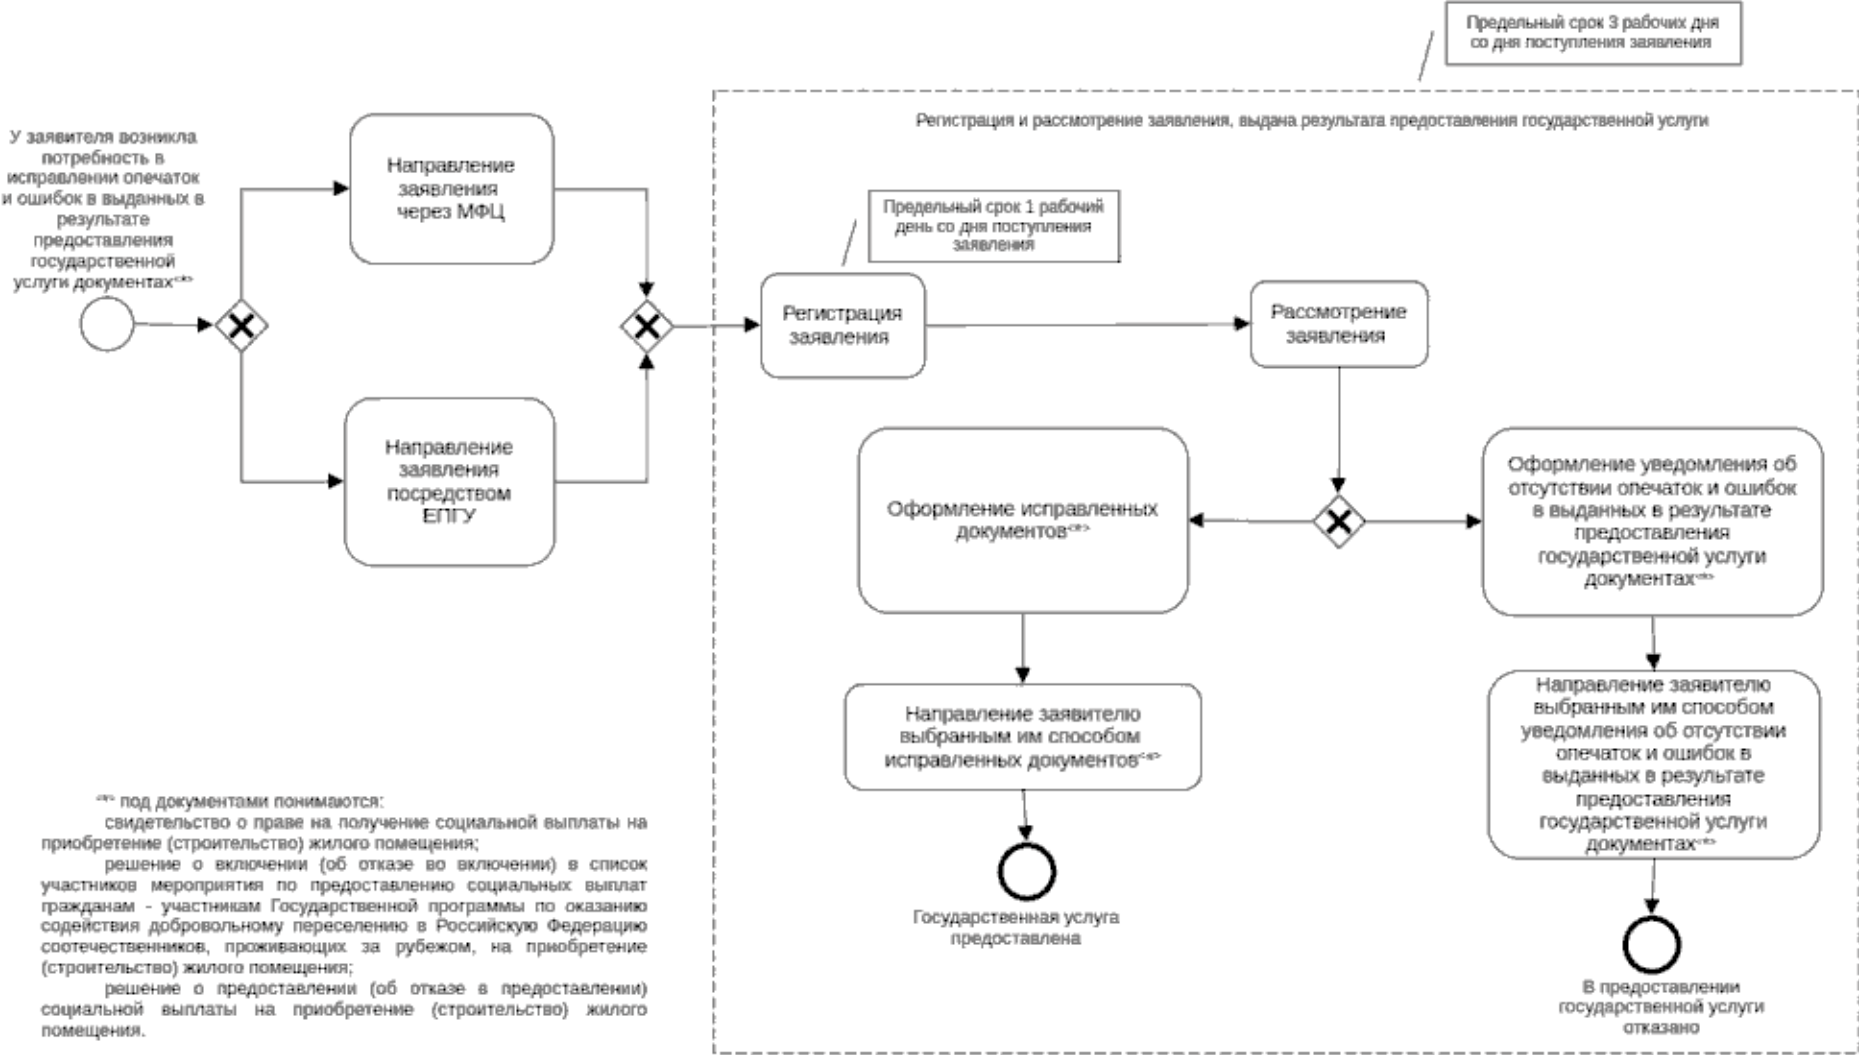 Предельный срок 3 рабочих дня
со дня поступления заявления
Регистрация и рассмотрение заявления, выдача результата предоставления государственной услуги
У заявителя возникла
потребность в
исправлении опечаток
и ошибок в выданных в
результате
предоставления
государственной
услуги документах<*>
Направление
заявления
через МФЦ
Направление
заявления
посредством
ЕПГУ
Предельный срок 1 рабочий
день со дня поступления
заявления
Регистрация
заявления
Рассмотрение
заявления
Оформление исправленных
документов<*>
Оформление уведомления об
отсутствии опечаток и ошибок
в выданных в результате
предоставления
государственной услуги
документах<*>
Направление заявителю
выбранным им способом
исправленных документов<*>
Направление заявителю
выбранным им способом
уведомления об отсутствии
опечаток и ошибок в
выданных в результате
предоставления
государственной услуги
документах<*>
Государственная услуга
предоставлена
В предоставлении
государственной услуги
отказано
<*> под документами понимаются:
свидетельство о праве на получение социальной выплаты на
приобретение (строительство) жилого помещения;
решение о включении (об отказе во включении) в список
участников мероприятия по предоставлению социальных выплат
гражданам - участникам Государственной программы по оказанию
содействия добровольному переселению в Российскую Федерацию
соотечественников, проживающих за рубежом, на приобретение
(строительство) жилого помещения;
решение о предоставлении (об отказе в предоставлении)
социальной выплаты на приобретение (строительство) жилого
помещения.